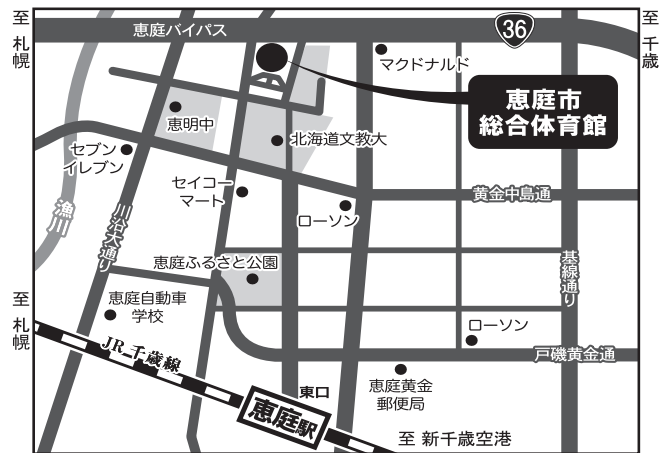 至 札幌
恵庭バイパス
36
至 千歳
マクドナルド
恵庭市
総合体育館
恵明中
北海道文教大
セブン
イレブン
セイコー
マート
ローソン
黄金中島通
漁川
川沿大通り
恵庭ふるさと公園
基線通り
至 札幌
恵庭自動車
学校
ローソン
JR 千歳線
戸磯黄金通
東口
恵庭黄金
郵便局
恵庭駅
至 新千歳空港